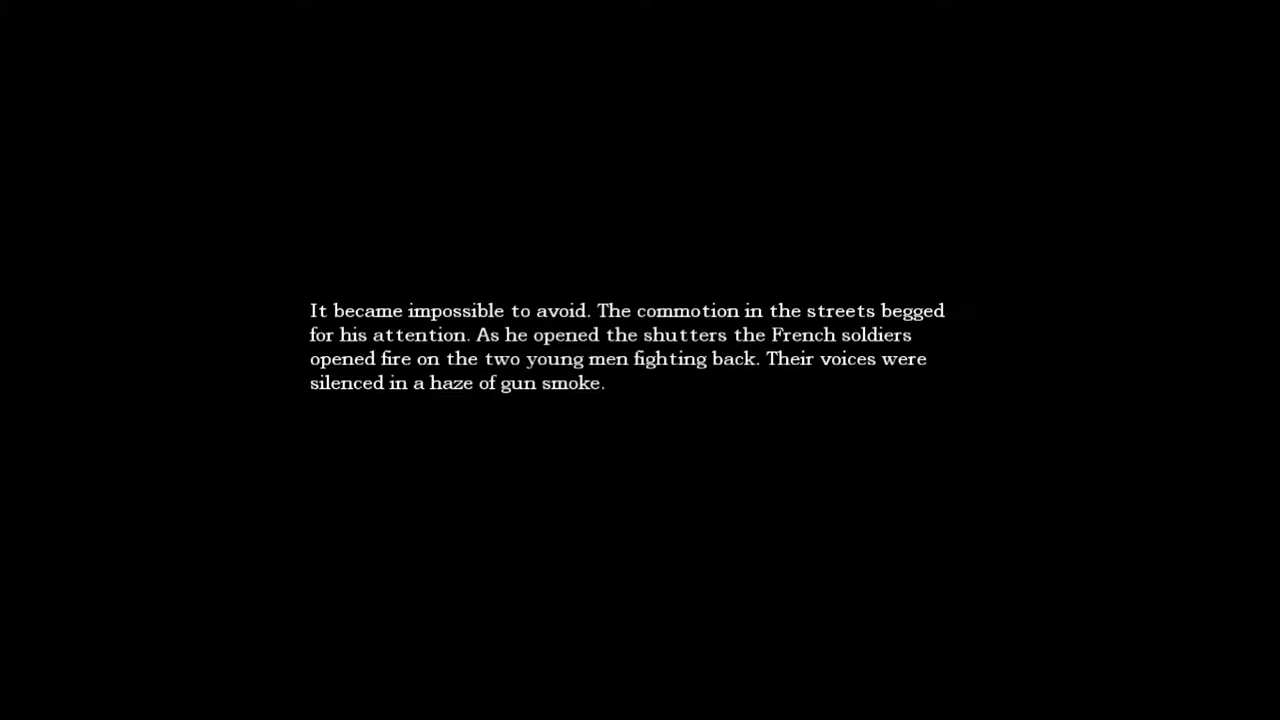 It became impossible to avoid. The commotion in the streets begged
for his attention. As he opened the shutters the French soldiers
opened fire on the two young men fighting back. Their voices were
silenced in a haze of gun smoke.